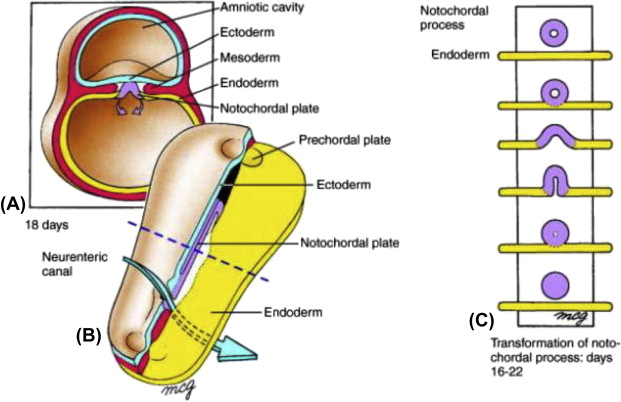 Amniotic cavity
Ectoderm
Mesoderm
Endoderm
Notochordal plate
(A)
18 days
Prechordal plate
Ectoderm
Notochordal plate
Neurenteric
canal
Endoderm
(B)
mcg
Notochordal
process
Endoderm
(C)
mcg
Transformation of noto-
chordal process: days
16-22